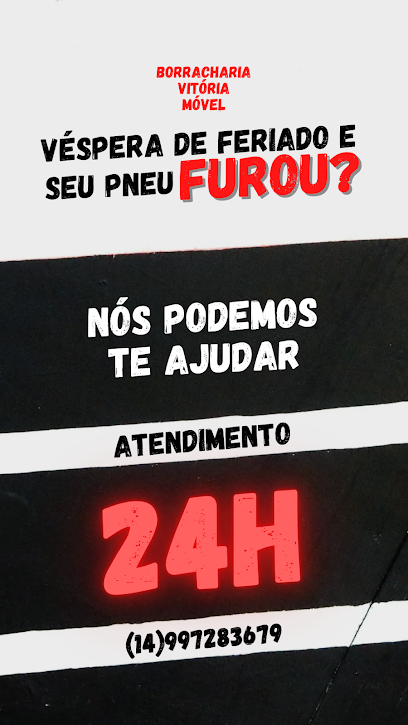 BORRACHARIA
VITÓRIA
MÓVEL
VÉSPERA DE FERIADO E
SEU PNEU FUROU?
NÓS PODEMOS
TE AJUDAR
ATENDIMENTO
24H
(14)997283679